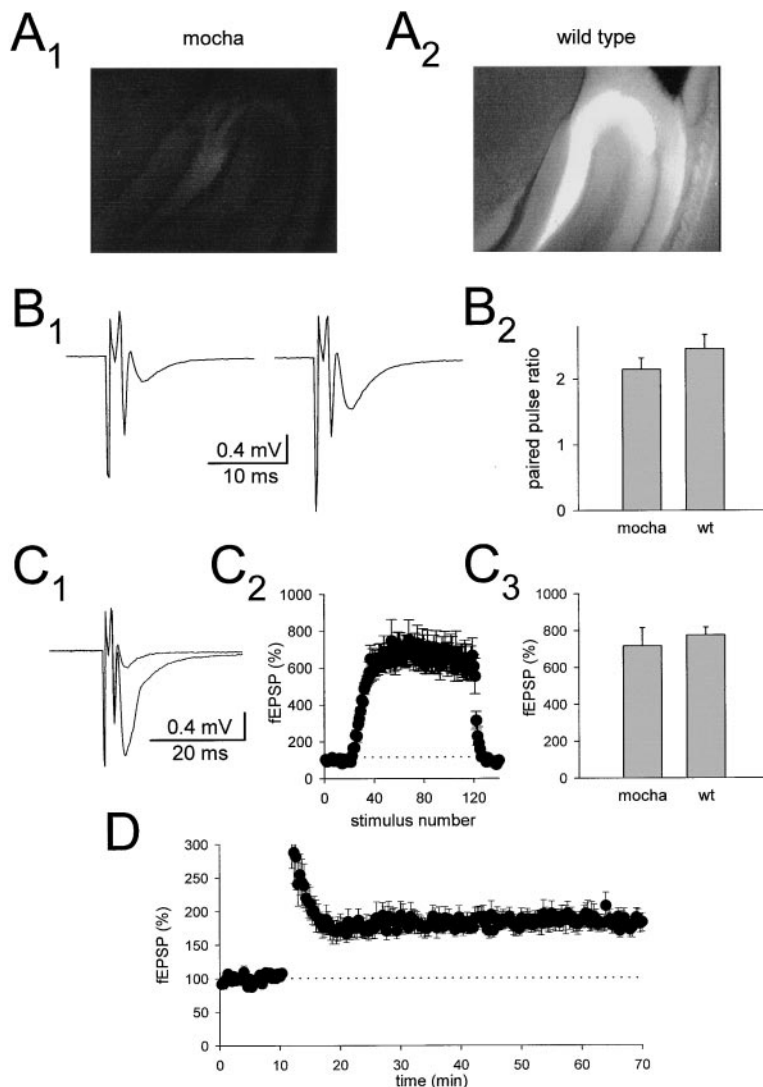 A1
mocha
A2
wild type
B1
0.4 mV
10 ms
B2
paired pulse ratio
2
1
0
mocha
wt
C1
0.4 mV
20 ms
C2
fEPSP (%)
1000
800
600
400
200
0
0
40
80
120
stimulus number
C3
fEPSP (%)
1000
800
600
400
200
0
mocha
wt
D
fEPSP (%)
300
250
200
150
100
50
0
0
10
20
30
40
50
60
70
time (min)